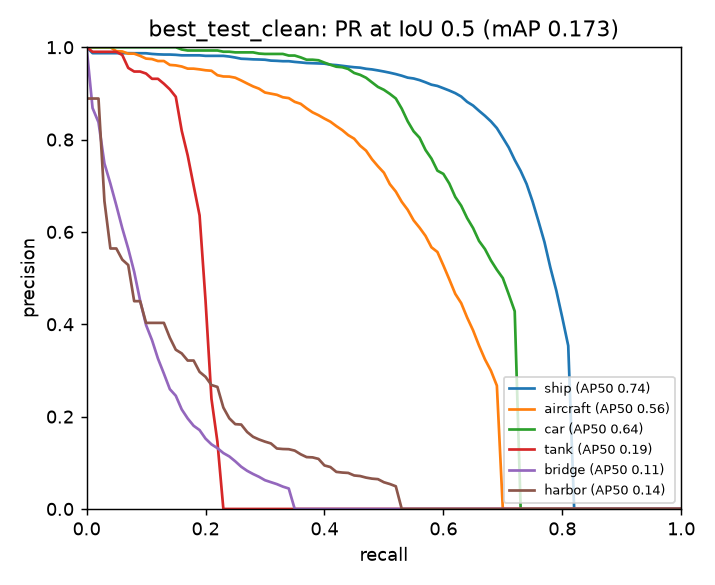 best_test_clean: PR at IoU 0.5 (mAP 0.173)
1.0
0.8
0.6
0.4
0.2
0.0
precision
ship (AP50 0.74)
aircraft (AP50 0.56)
car (AP50 0.64)
tank (AP50 0.19)
bridge (AP50 0.11)
harbor (AP50 0.14)
0.0 0.2 0.4 0.6 0.8 1.0
recall